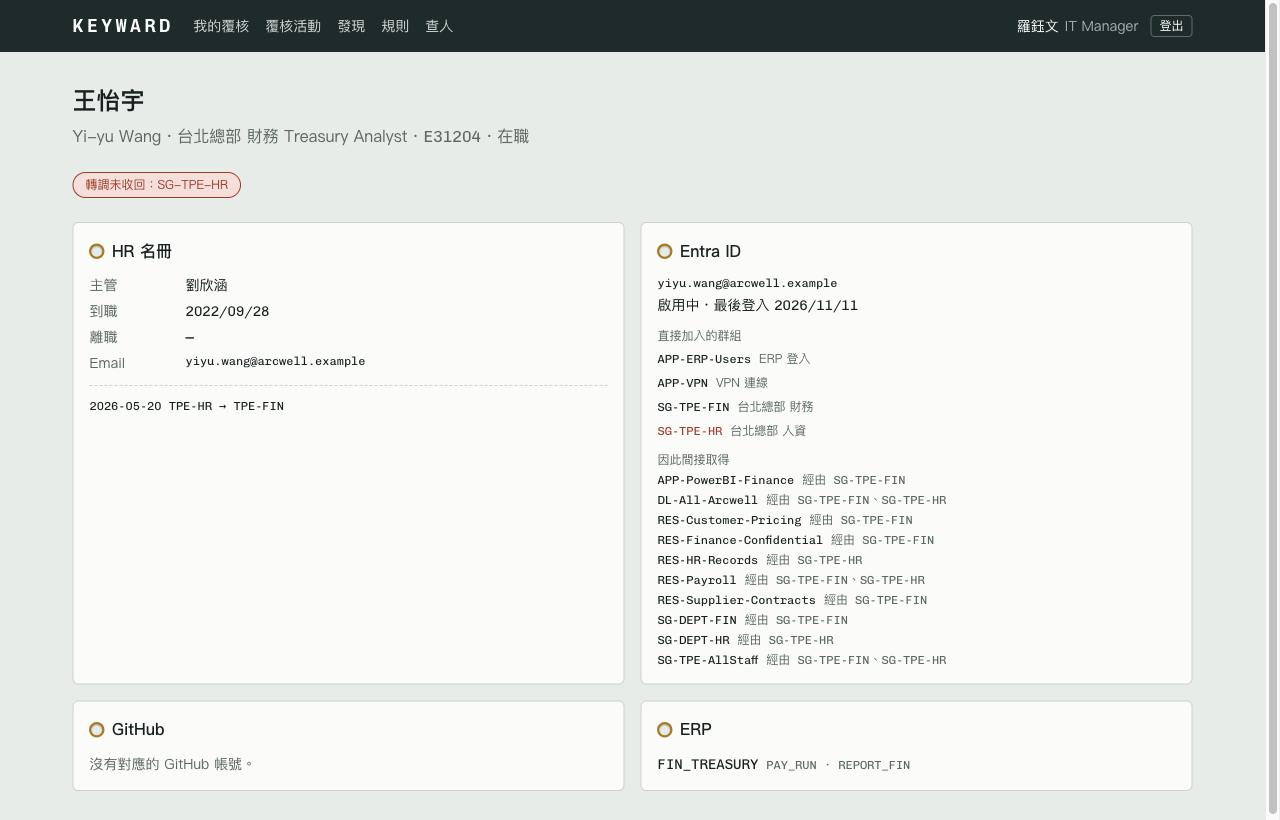 KEYWARD 我的覆核 覆核活動 發現 規則 查人 羅鈺文 IT Manager 登出
王怡宇
Yi-yu Wang · 台北總部 財務 Treasury Analyst · E31204 · 在職
轉調未收回：SG-TPE-HR
HR 名冊
主管 劉欣涵
到職 2022/09/28
離職 —
Email yiyu.wang@arcwell.example
2026-05-20 TPE-HR → TPE-FIN
Entra ID
yiyu.wang@arcwell.example
啟用中 · 最後登入 2026/11/11
直接加入的群組
APP-ERP-Users ERP 登入
APP-VPN VPN 連線
SG-TPE-FIN 台北總部 財務
SG-TPE-HR 台北總部 人資
因此間接取得
APP-PowerBI-Finance 經由 SG-TPE-FIN
DL-All-Arcwell 經由 SG-TPE-FIN、SG-TPE-HR
RES-Customer-Pricing 經由 SG-TPE-FIN
RES-Finance-Confidential 經由 SG-TPE-FIN
RES-HR-Records 經由 SG-TPE-HR
RES-Payroll 經由 SG-TPE-FIN、SG-TPE-HR
RES-Supplier-Contracts 經由 SG-TPE-FIN
SG-DEPT-FIN 經由 SG-TPE-FIN
SG-DEPT-HR 經由 SG-TPE-HR
SG-TPE-AllStaff 經由 SG-TPE-FIN、SG-TPE-HR
GitHub
沒有對應的 GitHub 帳號。
ERP
FIN_TREASURY PAY_RUN · REPORT_FIN